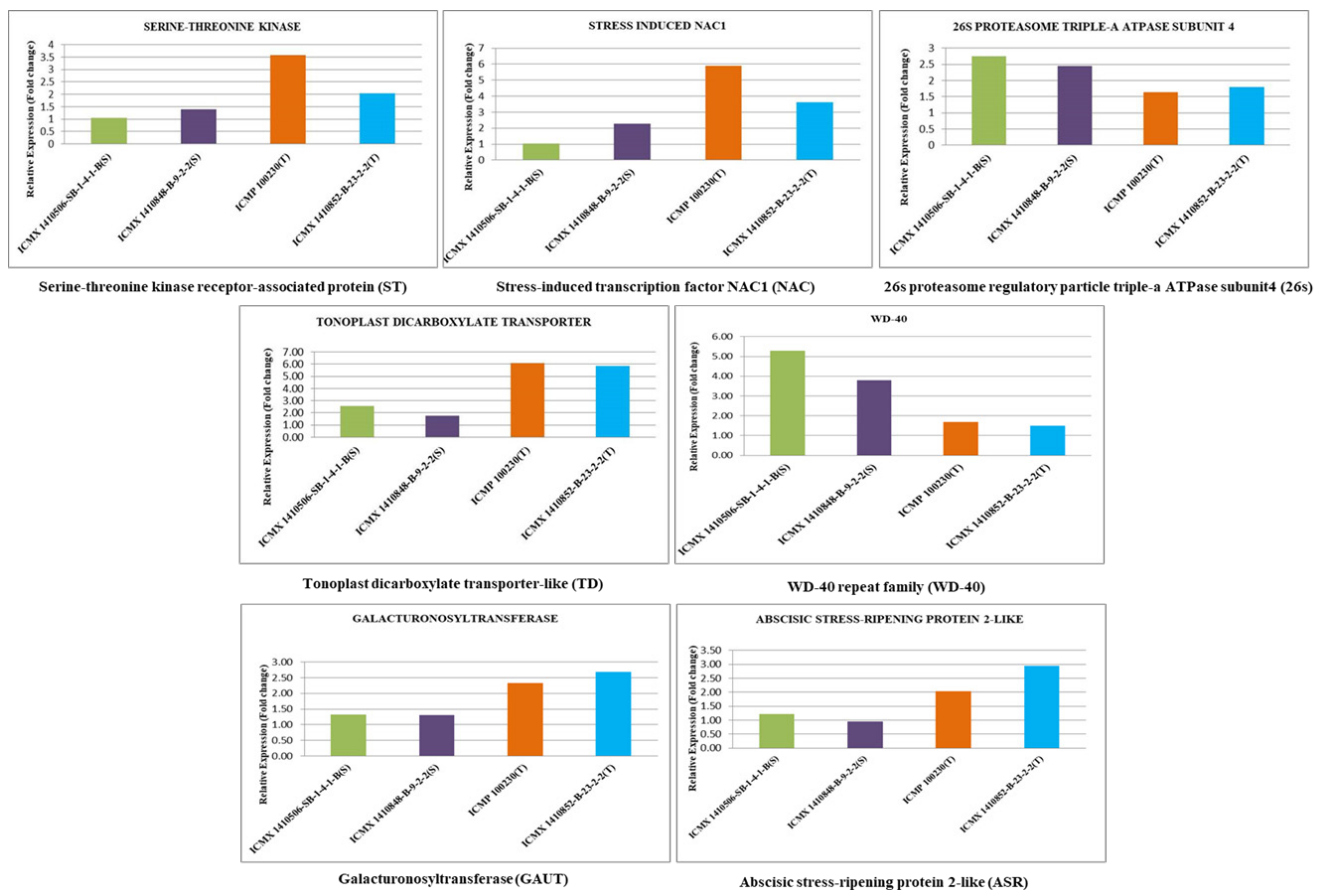 SERINE-THREONINE KINASE
Relative Expression (Fold change)
4
3.5
3
2.5
2
1.5
1
0.5
0
ICMX 1410506-SB-1-4-1-B(S)
ICMX 1410848-B-9-2-2(S)
ICMP 100230(T)
ICMX 1410852-B-23-2-2(T)
Serine-threonine kinase receptor-associated protein (ST)
STRESS INDUCED NAC1
Relative Expression (Fold change)
7
6
5
4
3
2
1
0
ICMX 1410506-SB-1-4-1-B(S)
ICMX 1410848-B-9-2-2(S)
ICMP 100230(T)
ICMX 1410852-B-23-2-2(T)
Stress-induced transcription factor NAC1 (NAC)
26S PROTEASOME TRIPLE-A ATPASE SUBUNIT 4
Relative Expression (Fold change)
3
2.5
2
1.5
1
0.5
0
ICMX 1410506-SB-1-4-1-B(S)
ICMX 1410848-B-9-2-2(S)
ICMP 100230(T)
ICMX 1410852-B-23-2-2(T)
26s proteasome regulatory particle triple-a ATPase subunit4 (26s)
TONOPLAST DICARBOXYLATE TRANSPORTER
Relative Expression (Fold change)
7.00
6.00
5.00
4.00
3.00
2.00
1.00
0.00
ICMX 1410506-SB-1-4-1-B(S)
ICMX 1410848-B-9-2-2(S)
ICMP 100230(T)
ICMX 1410852-B-23-2-2(T)
Tonoplast dicarboxylate transporter-like (TD)
WD-40
Relative Expression (Fold change)
6.00
5.00
4.00
3.00
2.00
1.00
0.00
ICMX 1410506-SB-1-4-1-B(S)
ICMX 1410848-B-9-2-2(S)
ICMP 100230(T)
ICMX 1410852-B-23-2-2(T)
WD-40 repeat family (WD-40)
GALACTURONOSYLTRANSFERASE
Relative Expression (Fold change)
3.00
2.50
2.00
1.50
1.00
0.50
0.00
ICMX 1410506-SB-1-4-1-B(S)
ICMX 1410848-B-9-2-2(S)
ICMP 100230(T)
ICMX 1410852-B-23-2-2(T)
Galacturonosyltransferase (GAUT)
ABSCISIC STRESS-RIPENING PROTEIN 2-LIKE
Relative Expression (Fold change)
3.50
3.00
2.50
2.00
1.50
1.00
0.50
0.00
ICMX 1410506-SB-1-4-1-B(S)
ICMX 1410848-B-9-2-2(S)
ICMP 100230(T)
ICMX 1410852-B-23-2-2(T)
Abscisic stress-ripening protein 2-like (ASR)